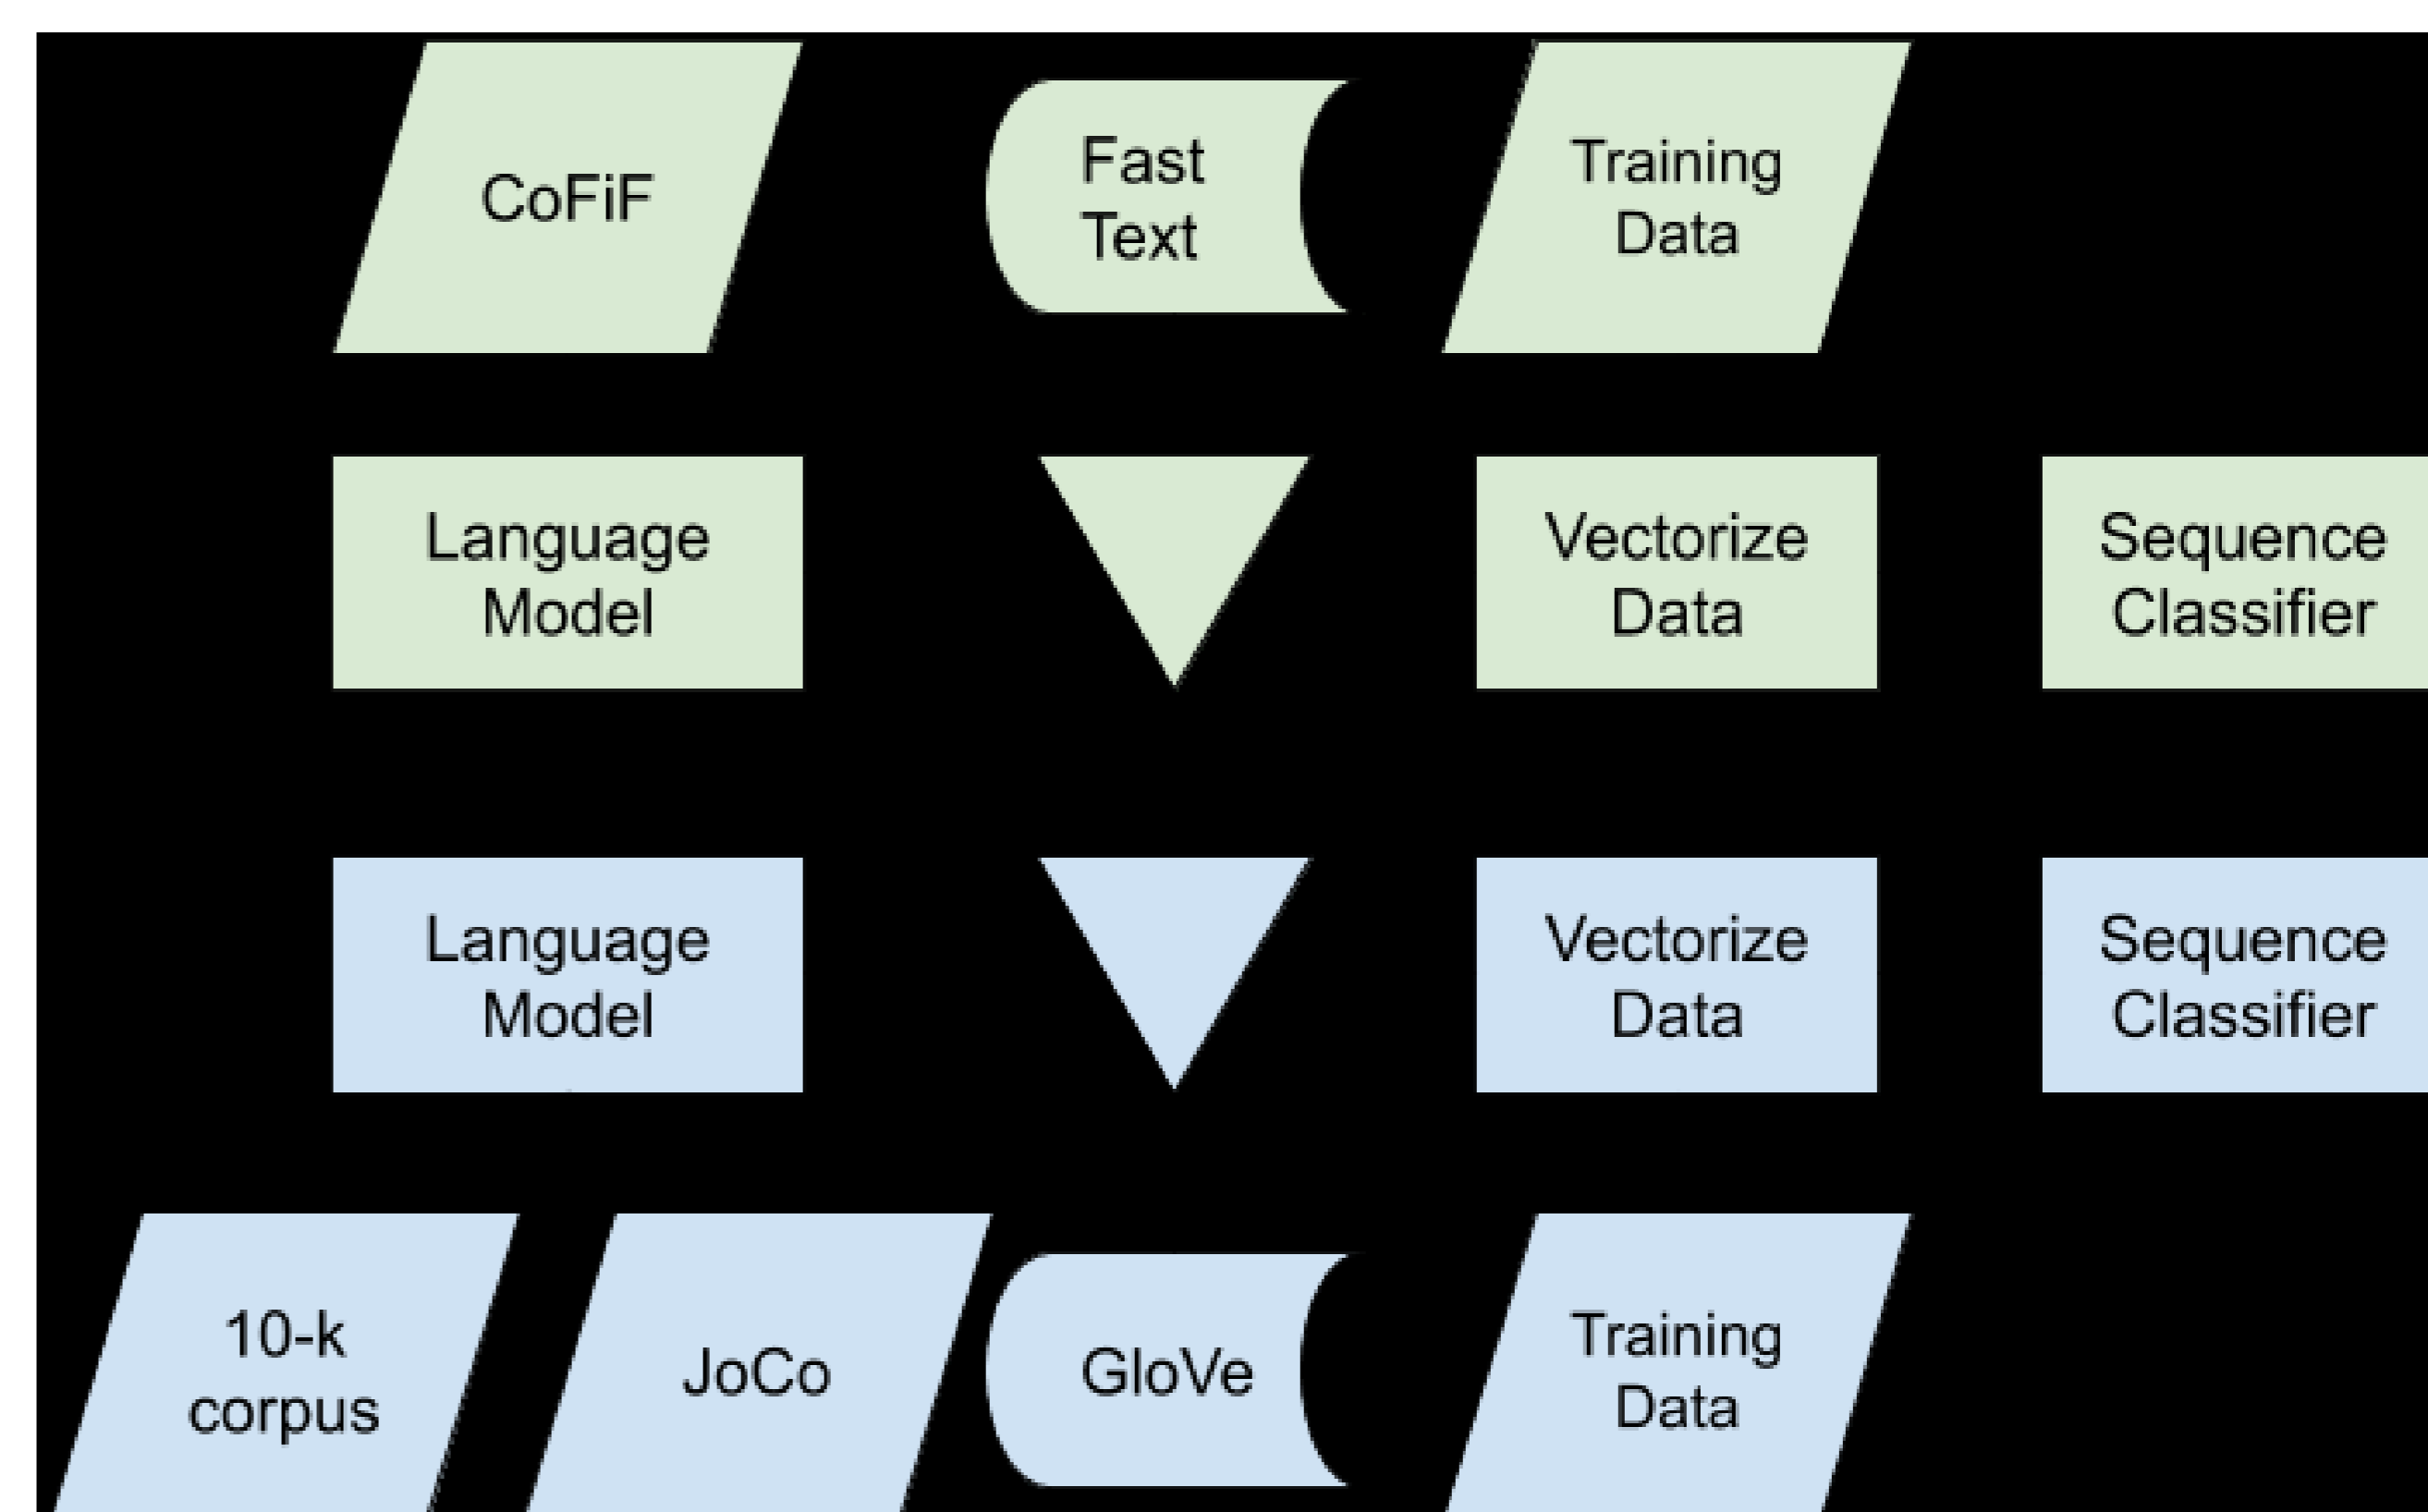 CoFiF
Fast
Text
Training
Data
Language
Model
Vectorize
Data
Sequence
Classifier
Language
Model
Vectorize
Data
Sequence
Classifier
10-k
corpus
JoCo
GloVe
Training
Data